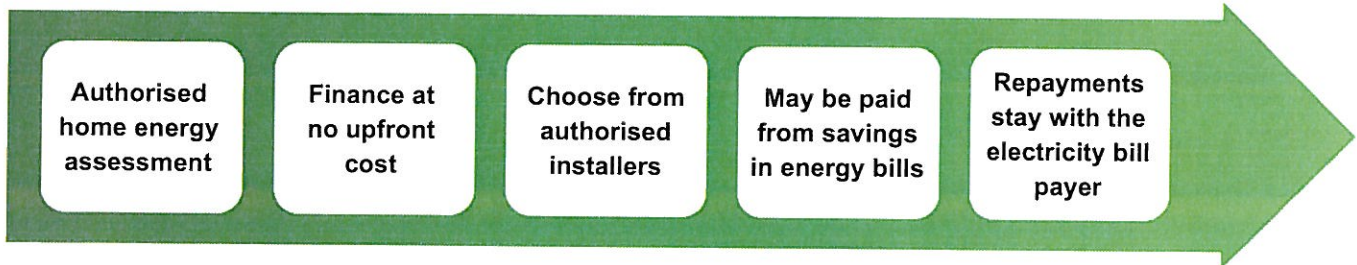 Authorised
home energy
assessment
Finance at
no upfront
cost
Choose from
authorised
installers
May be paid
from savings
in energy bills
Repayments
stay with the
electricity bill
payer